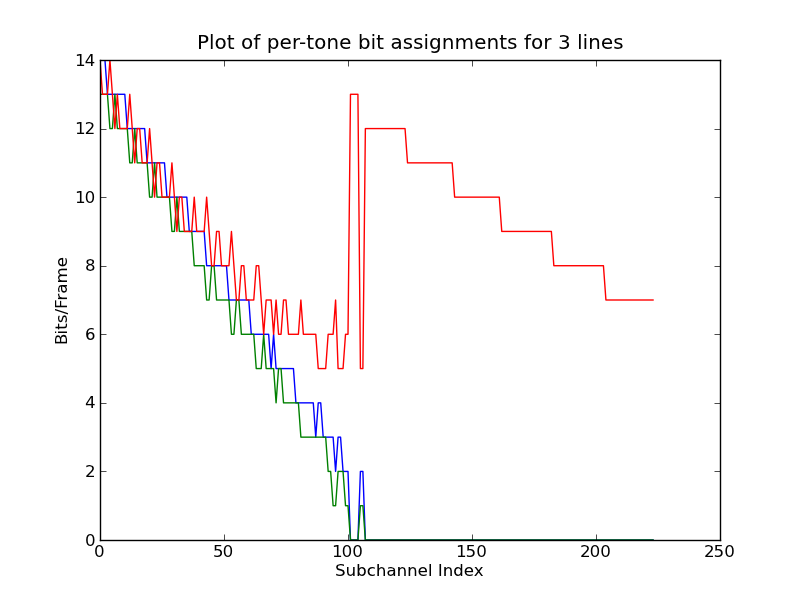 Plot of per-tone bit assignments for 3 lines
14
12
10
8
6
4
2
0
Bits/Frame
0 50 100 150 200 250
Subchannel Index